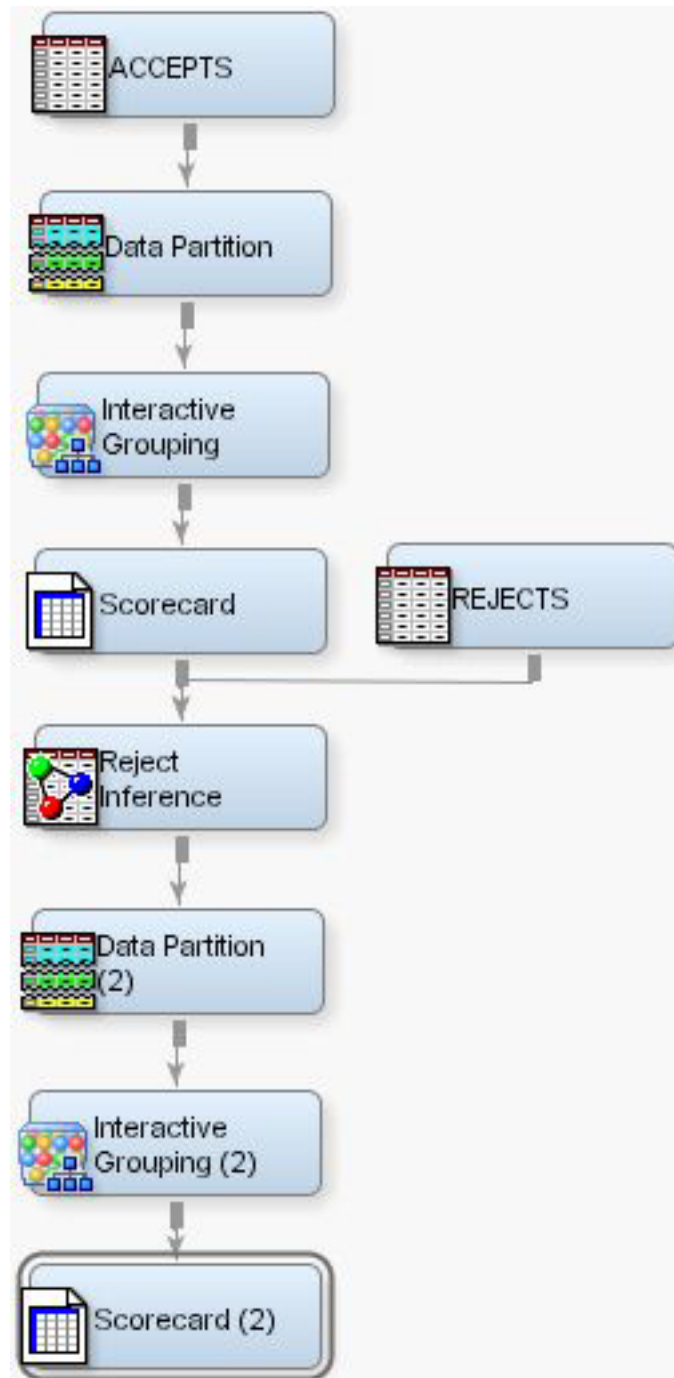 ACCEPTS
Data Partition
Interactive
Grouping
Scorecard
REJECTS
Reject
Inference
Data Partition
(2)
Interactive
Grouping (2)
Scorecard (2)